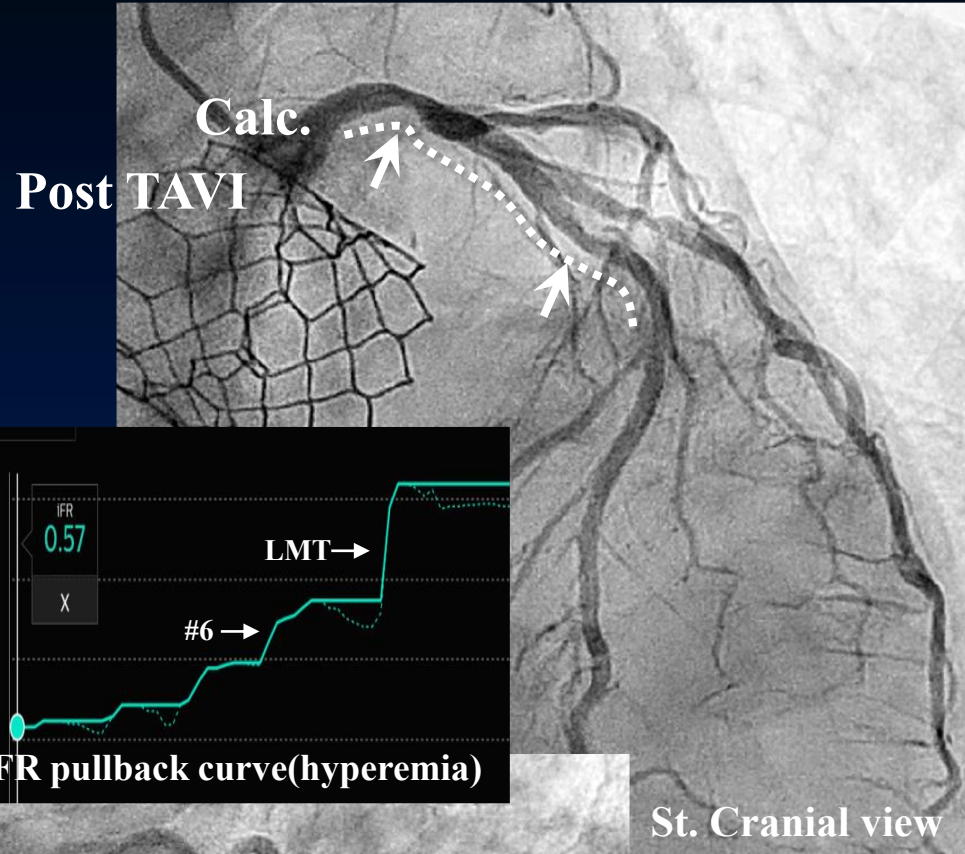 Calc.
Post TAVI
iFR
0.57
X
LMT→
#6 →
FR pullback curve(hyperemia)
St. Cranial view